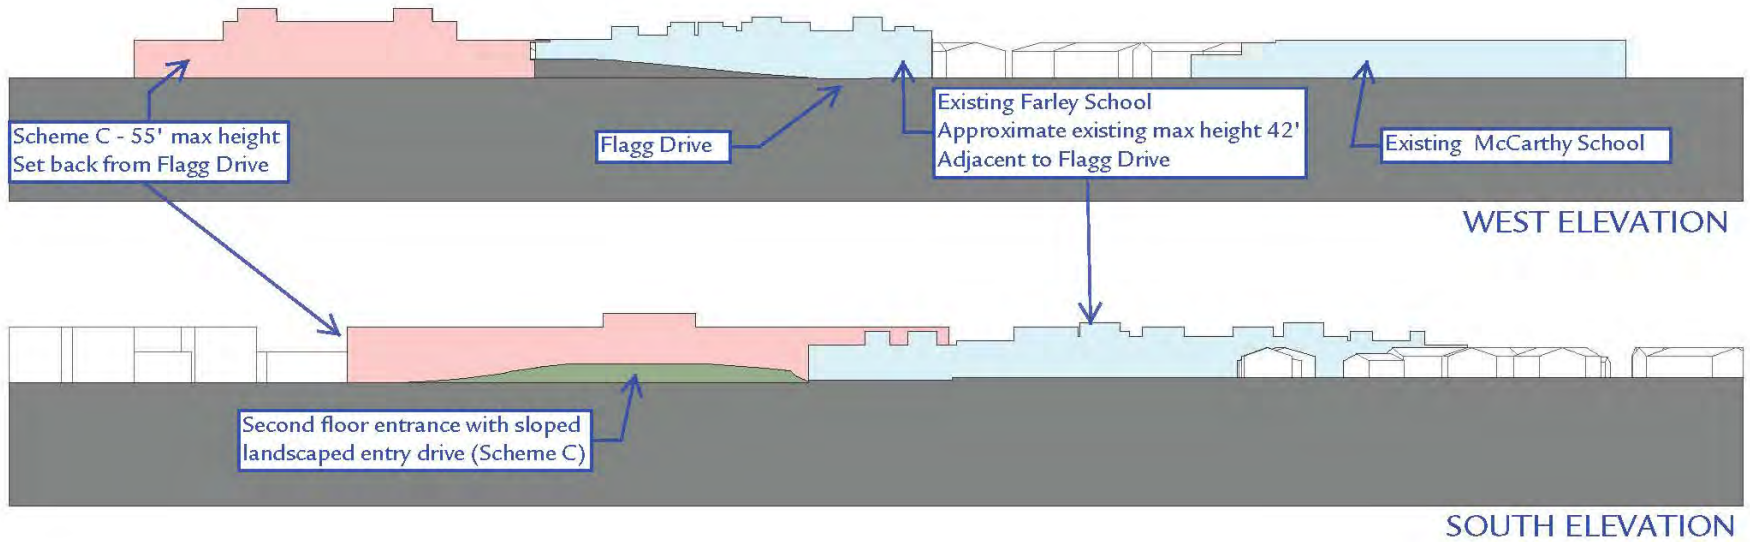 Scheme C - 55' max height
Set back from Flagg Drive
Flagg Drive
Existing Farley School
Approximate existing max height 42'
Adjacent to Flagg Drive
Existing McCarthy School
WEST ELEVATION
Second floor entrance with sloped
landscaped entry drive (Scheme C)
SOUTH ELEVATION